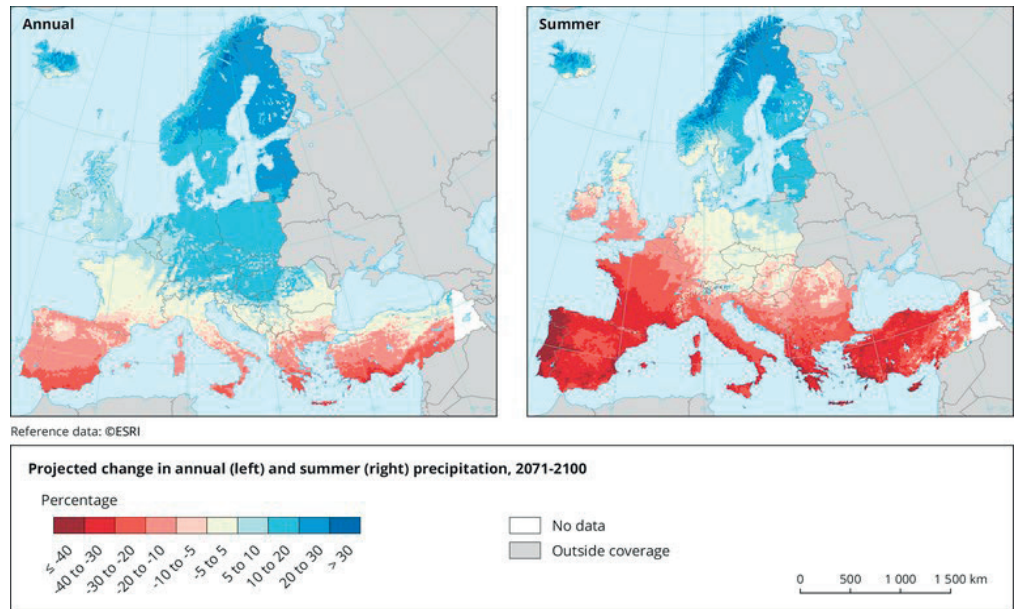 Annual
Summer
Reference data: ©ESRI
Projected change in annual (left) and summer (right) precipitation, 2071-2100
Percentage
≤ -40
-40 to -30
-30 to -20
-20 to -10
-10 to -5
-5 to 5
5 to 10
10 to 20
20 to 30
> 30
No data
Outside coverage
0 500 1 000 1 500 km